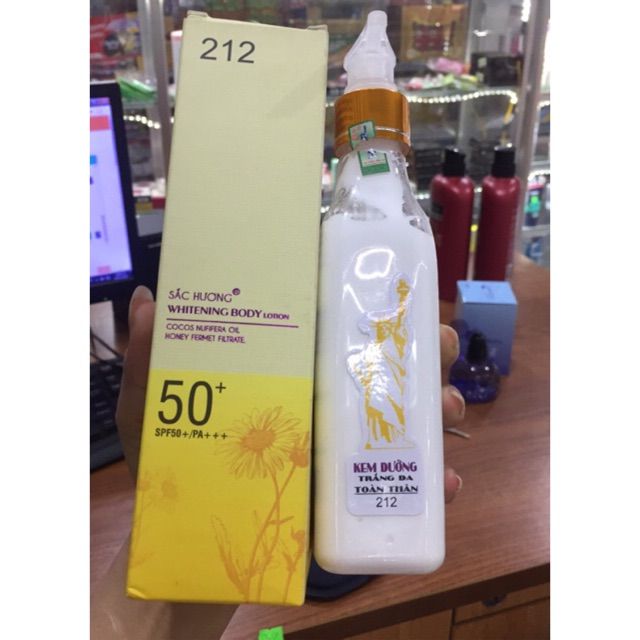 212
SẮC HƯƠNG
WHITENING BODY LOTION
COCOS NUFIFERA OIL
HONEY FERMET FILTRATE.
50+
SPF50+/PA+++
KEM DƯỠNG
TRẮNG DA
TOÀN THÂN
212